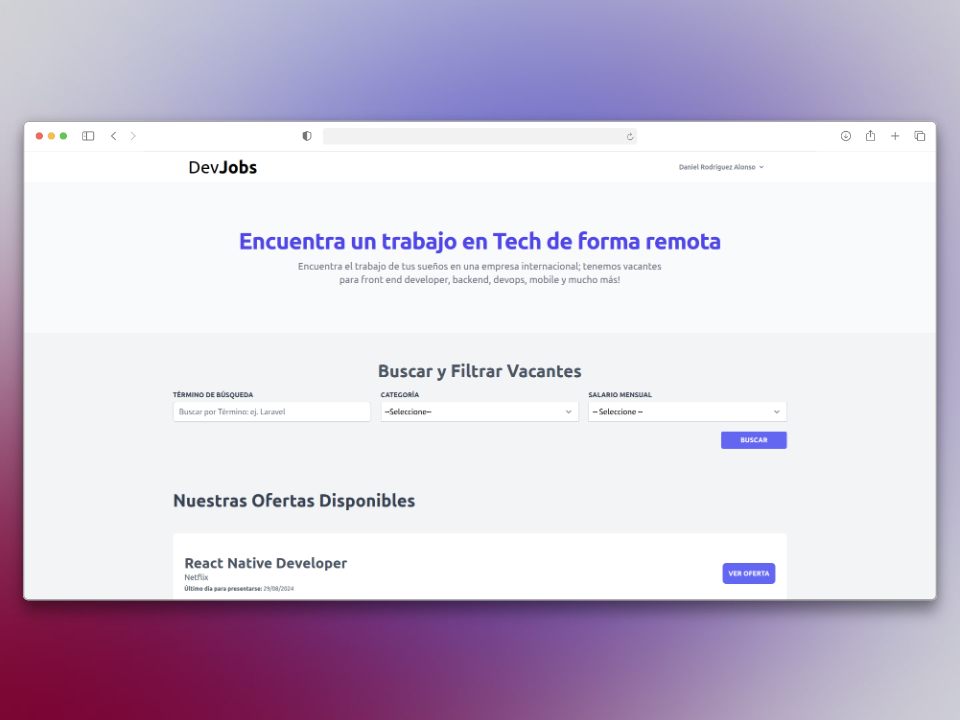 DevJobs
Daniel Rodriguez Alonso
Encuentra un trabajo en Tech de forma remota
Encuentra el trabajo de tus sueños en una empresa internacional; tenemos vacantes
para front end developer, backend, devops, mobile y mucho más!
Buscar y Filtrar Vacantes
TÉRMINO DE BÚSQUEDA
CATEGORÍA
SALARIO MENSUAL
Buscar por Término: ej. Laravel
--Seleccione--
-- Seleccione --
BUSCAR
Nuestras Ofertas Disponibles
React Native Developer
Netflix
VER OFERTA
Último día para presentarse: 29/08/2024